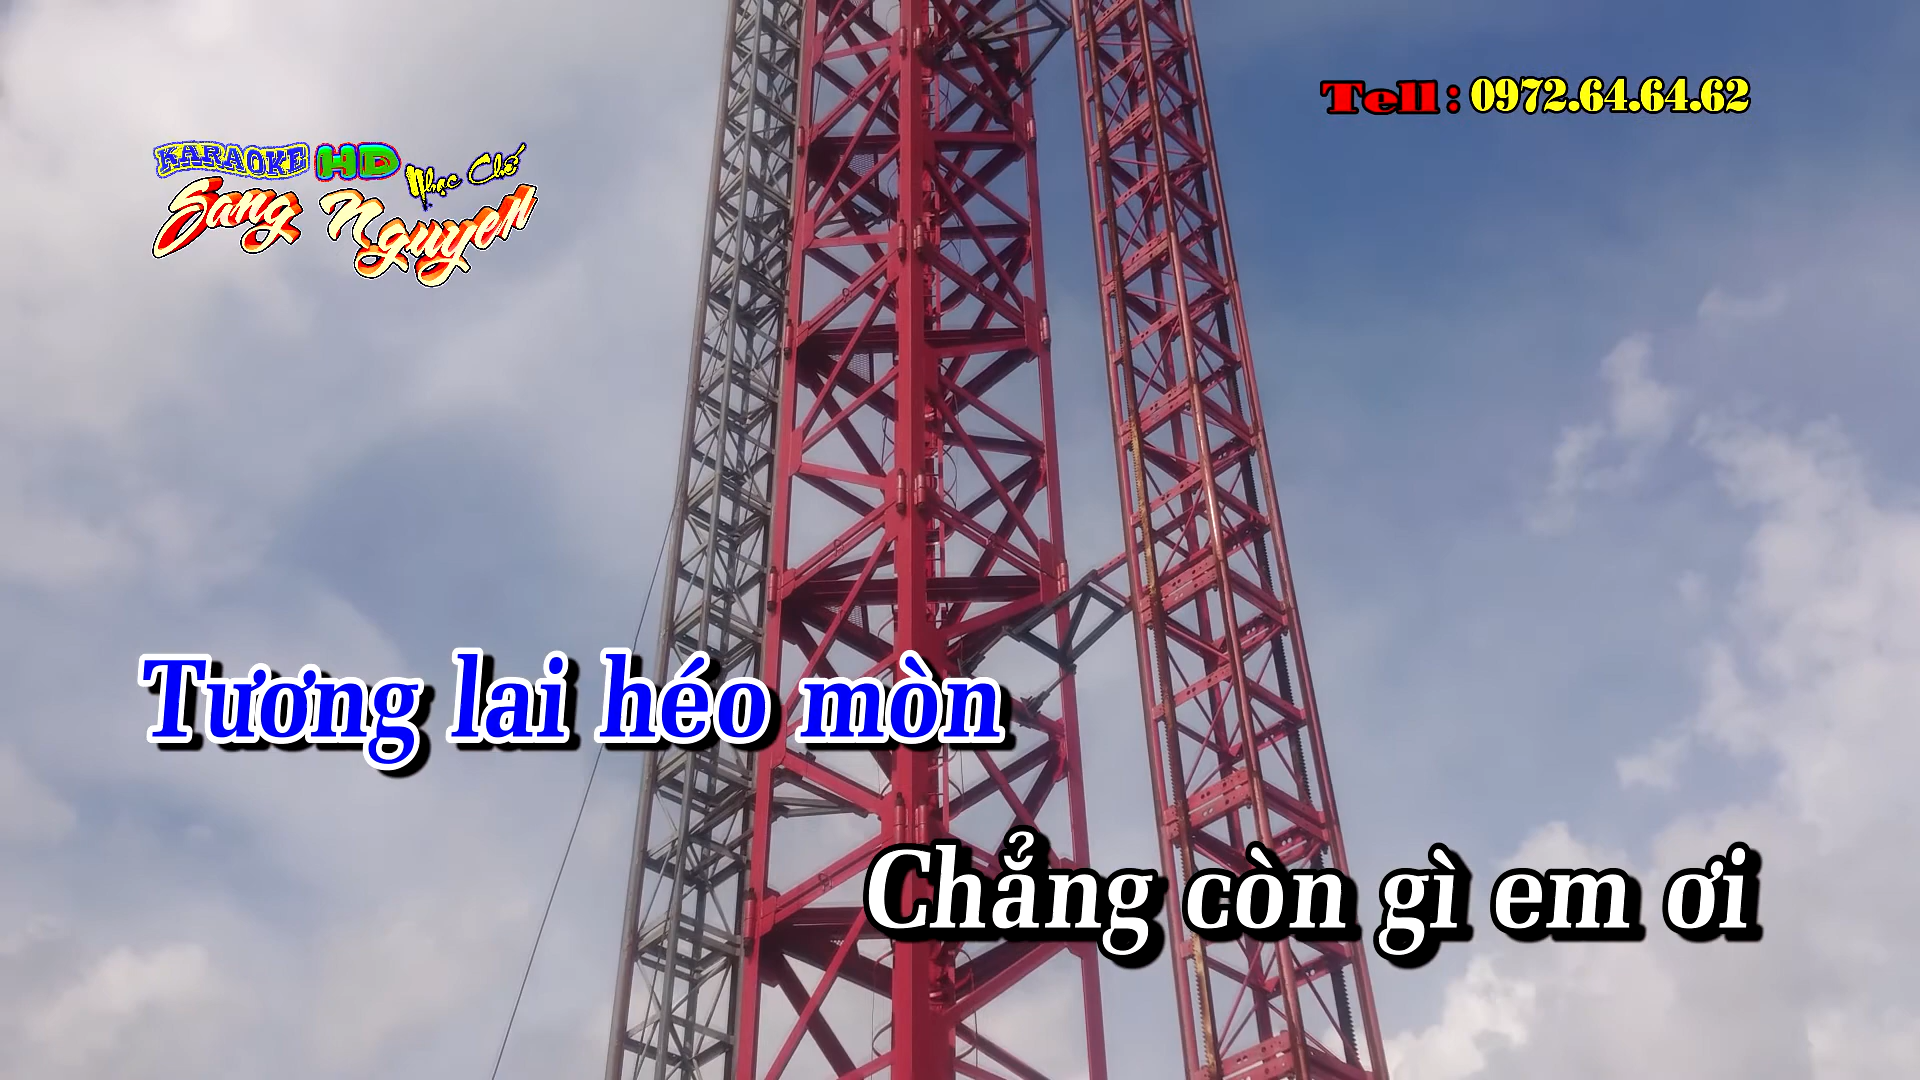 Tell : 0972.64.64.62
KARAOKE HD Nhạc Chế
Sang Nguyen
Tương lai héo mòn
Chẳng còn gì em ơi